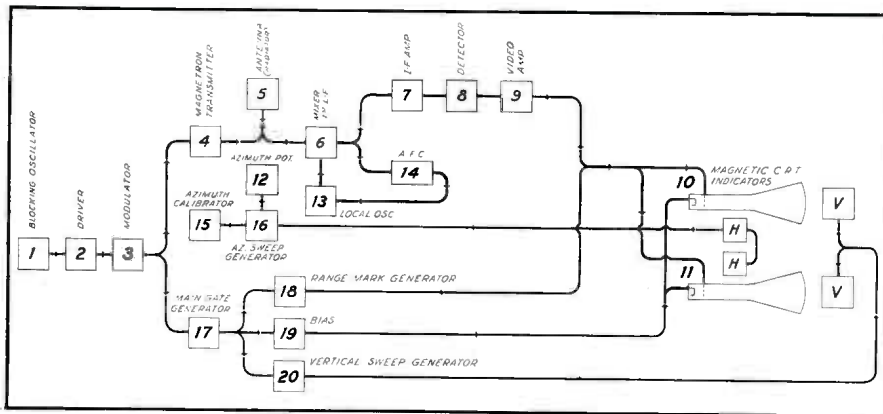 BLOCKING OSCILLATOR
1
DRIVER
2
MODULATOR
3
MAGNETRON
TRANSMITTER
4
ANTENNA
5
MIXER
6
I-F AMP
7
DETECTOR
8
VIDEO
AMP
9
A F C
14
13
LOCAL OSC
AZIMUTH POT.
12
AZIMUTH
CALIBRATOR
15
16
AZ. SWEEP
GENERATOR
10
MAGNETIC C R T
INDICATORS
11
H
H
V
V
MAIN GATE
GENERATOR
17
RANGE MARK GENERATOR
18
BIAS
19
VERTICAL SWEEP GENERATOR
20